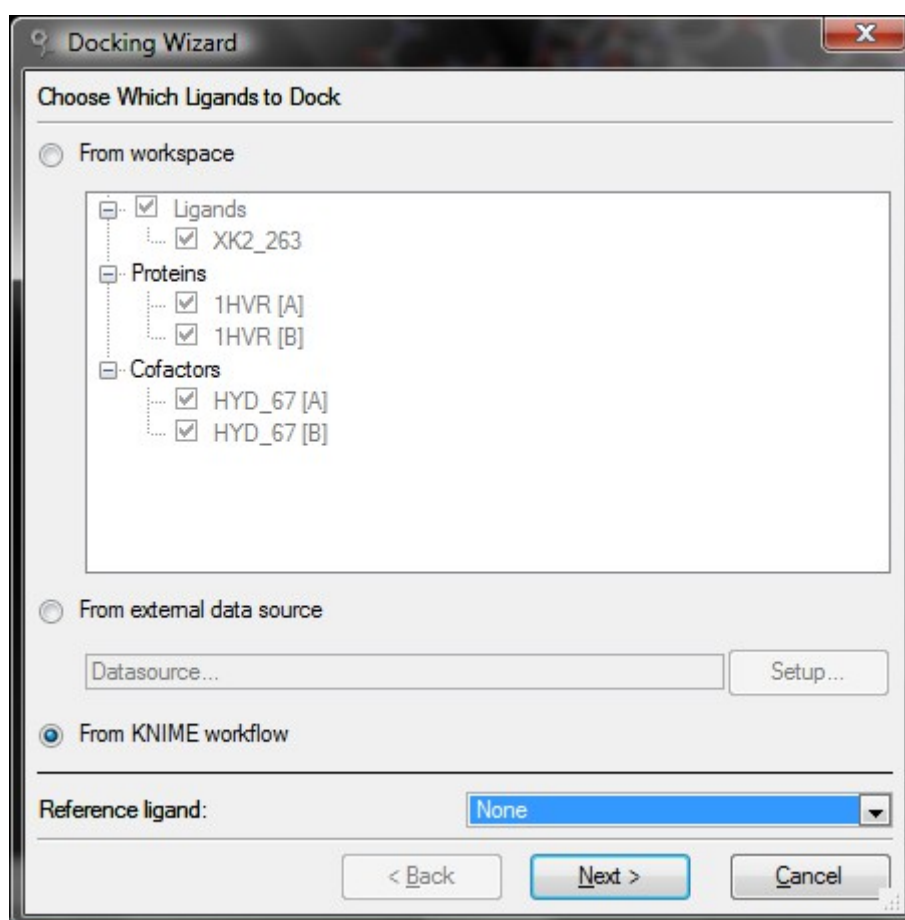 Docking Wizard
Choose Which Ligands to Dock
From workspace
Ligands
XK2_263
Proteins
1HVR [A]
1HVR [B]
Cofactors
HYD_67 [A]
HYD_67 [B]
From external data source
Datasource...
Setup...
From KNIME workflow
Reference ligand:
None
< Back
Next >
Cancel